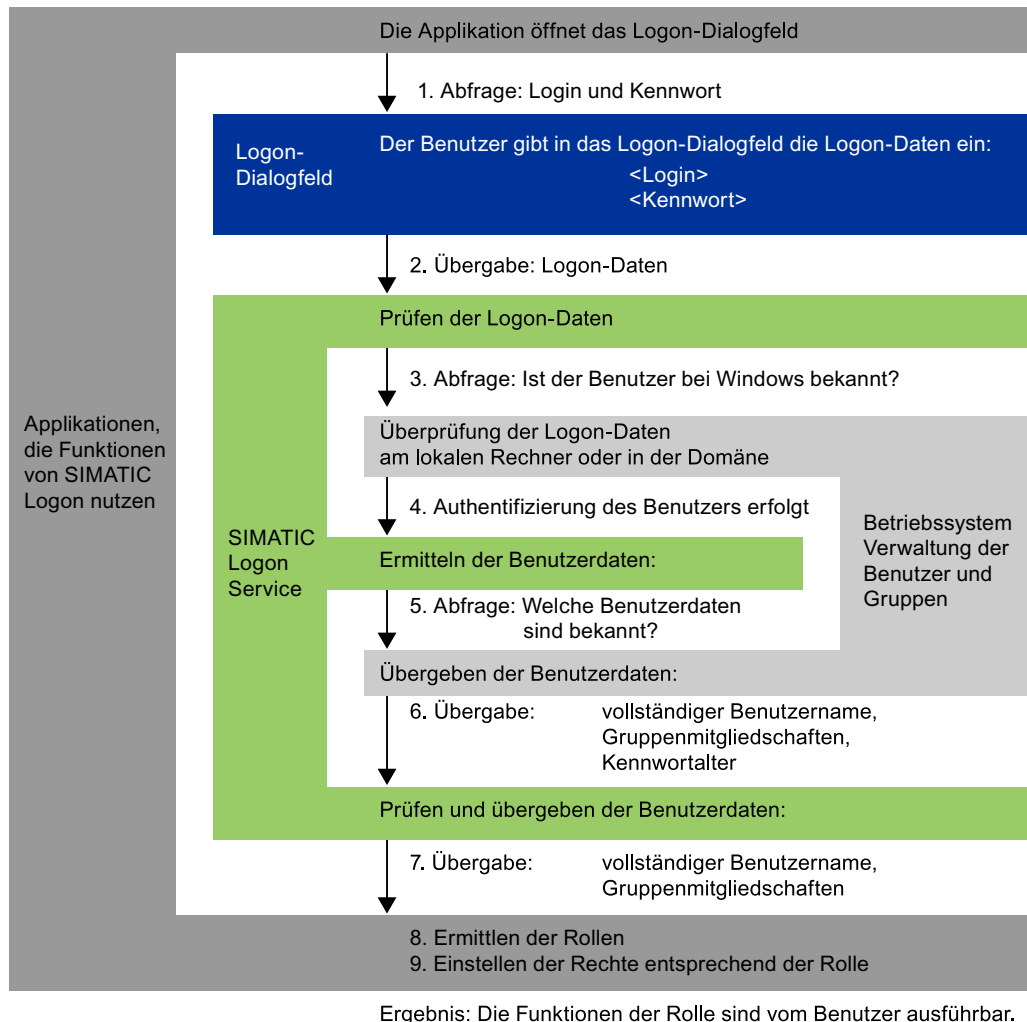 Die Applikation öffnet das Logon-Dialogfeld
1. Abfrage: Login und Kennwort
Logon-
Dialogfeld
Der Benutzer gibt in das Logon-Dialogfeld die Logon-Daten ein:
<Login>
<Kennwort>
2. Übergabe: Logon-Daten
Prüfen der Logon-Daten
3. Abfrage: Ist der Benutzer bei Windows bekannt?
Applikationen,
die Funktionen
von SIMATIC
Logon nutzen
Überprüfung der Logon-Daten
am lokalen Rechner oder in der Domäne
4. Authentifizierung des Benutzers erfolgt
SIMATIC
Logon
Service
Ermitteln der Benutzerdaten:
Betriebssystem
Verwaltung der
Benutzer und
Gruppen
5. Abfrage: Welche Benutzerdaten
sind bekannt?
Übergeben der Benutzerdaten:
6. Übergabe: vollständiger Benutzername,
Gruppenmitgliedschaften,
Kennwortalter
Prüfen und übergeben der Benutzerdaten:
7. Übergabe: vollständiger Benutzername,
Gruppenmitgliedschaften
8. Ermittlen der Rollen
9. Einstellen der Rechte entsprechend der Rolle
Ergebnis: Die Funktionen der Rolle sind vom Benutzer ausführbar.